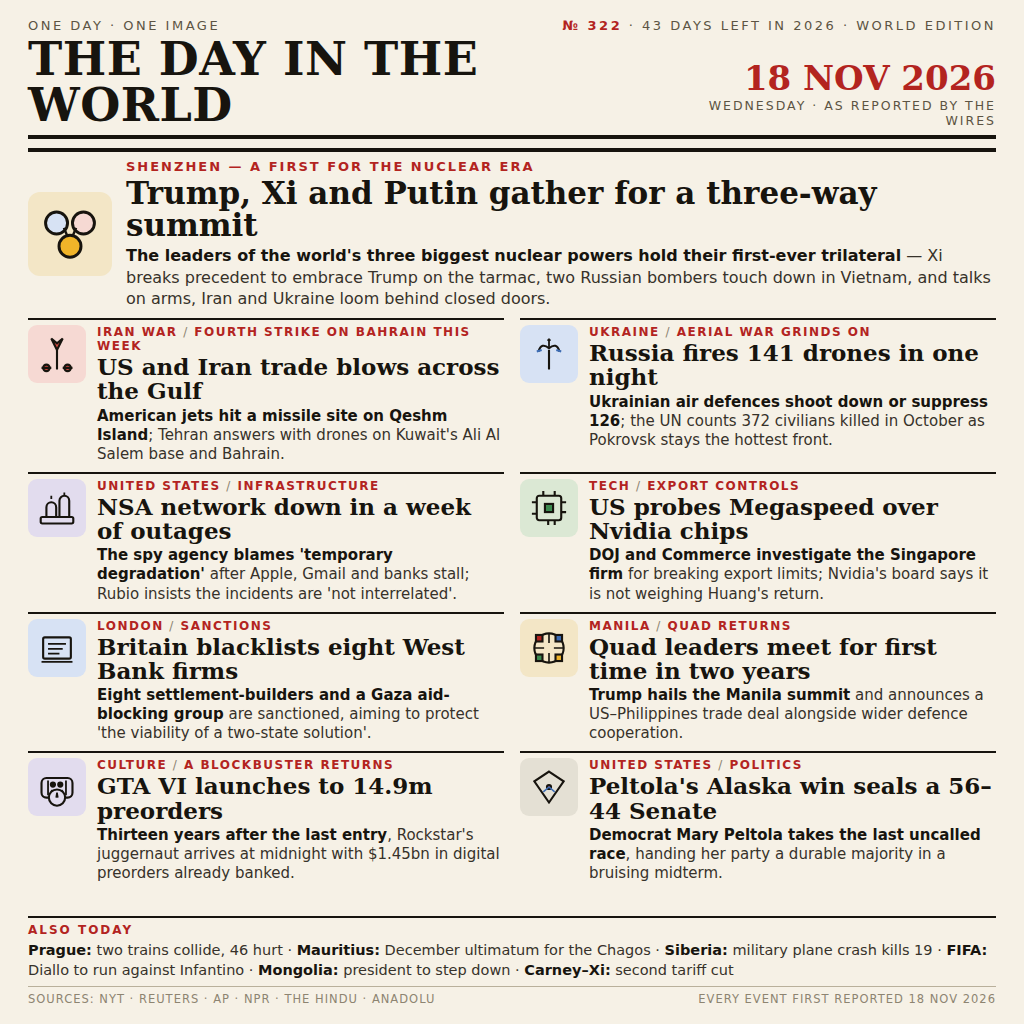 ONE DAY · ONE IMAGE
№ 322 · 43 DAYS LEFT IN 2026 · WORLD EDITION
THE DAY IN THE
WORLD
18 NOV 2026
WEDNESDAY · AS REPORTED BY THE
WIRES
SHENZHEN — A FIRST FOR THE NUCLEAR ERA
Trump, Xi and Putin gather for a three-way
summit
The leaders of the world's three biggest nuclear powers hold their first-ever trilateral — Xi
breaks precedent to embrace Trump on the tarmac, two Russian bombers touch down in Vietnam, and talks
on arms, Iran and Ukraine loom behind closed doors.
IRAN WAR / FOURTH STRIKE ON BAHRAIN THIS
WEEK
US and Iran trade blows across
the Gulf
American jets hit a missile site on Qeshm
Island; Tehran answers with drones on Kuwait's Ali Al
Salem base and Bahrain.
UKRAINE / AERIAL WAR GRINDS ON
Russia fires 141 drones in one
night
Ukrainian air defences shoot down or suppress
126; the UN counts 372 civilians killed in October as
Pokrovsk stays the hottest front.
UNITED STATES / INFRASTRUCTURE
NSA network down in a week
of outages
The spy agency blames 'temporary
degradation' after Apple, Gmail and banks stall;
Rubio insists the incidents are 'not interrelated'.
TECH / EXPORT CONTROLS
US probes Megaspeed over
Nvidia chips
DOJ and Commerce investigate the Singapore
firm for breaking export limits; Nvidia's board says it
is not weighing Huang's return.
LONDON / SANCTIONS
Britain blacklists eight West
Bank firms
Eight settlement-builders and a Gaza aid-
blocking group are sanctioned, aiming to protect
'the viability of a two-state solution'.
MANILA / QUAD RETURNS
Quad leaders meet for first
time in two years
Trump hails the Manila summit and announces a
US–Philippines trade deal alongside wider defence
cooperation.
CULTURE / A BLOCKBUSTER RETURNS
GTA VI launches to 14.9m
preorders
Thirteen years after the last entry, Rockstar's
juggernaut arrives at midnight with $1.45bn in digital
preorders already banked.
UNITED STATES / POLITICS
Peltola's Alaska win seals a 56–
44 Senate
Democrat Mary Peltola takes the last uncalled
race, handing her party a durable majority in a
bruising midterm.
ALSO TODAY
Prague: two trains collide, 46 hurt · Mauritius: December ultimatum for the Chagos · Siberia: military plane crash kills 19 · FIFA:
Diallo to run against Infantino · Mongolia: president to step down · Carney–Xi: second tariff cut
SOURCES: NYT · REUTERS · AP · NPR · THE HINDU · ANADOLU
EVERY EVENT FIRST REPORTED 18 NOV 2026